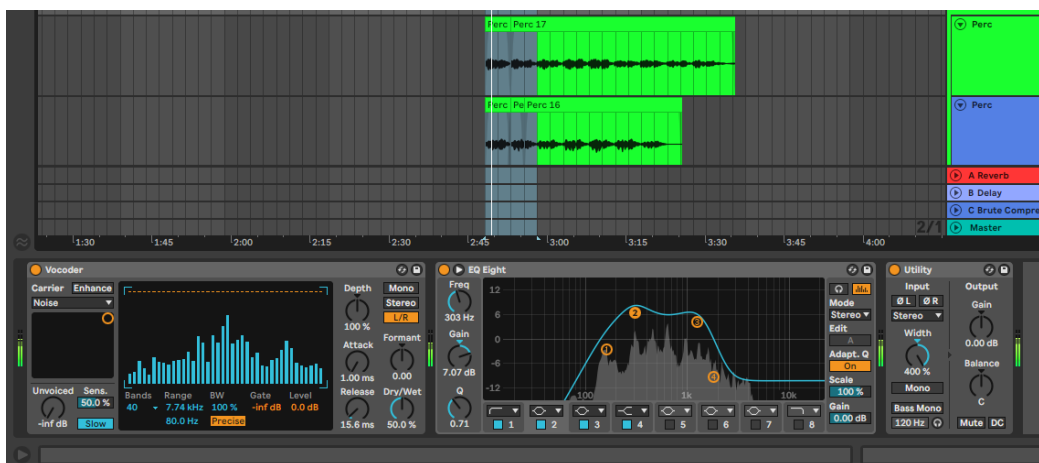 Perc Perc 17
Perc
Perc Pe Perc 16
Perc
A Reverb
B Delay
C Brute Compre
2/1 Master
1:30 1:45 2:00 2:15 2:30 2:45 3:00 3:15 3:30 3:45 4:00
Vocoder
Carrier Enhance
Noise
Unvoiced Sens.
50.0 %
-inf dB Slow
Bands Range BW Gate Level
40 7.74 kHz 100 % -inf dB 0.0 dB
80.0 Hz Precise
Depth Mono
Stereo
100 % L/R
Attack Formant
1.00 ms 0.00
Release Dry/Wet
15.6 ms 50.0 %
EQ Eight
Freq
303 Hz
Gain
7.07 dB
Q
0.71
12
6
0
-6
-12
100 1k 10k
1 2 3 4
1 2 3 4 5 6 7 8
Mode
Stereo
Edit
A
Adapt. Q
On
Scale
100 %
Gain
0.00 dB
Utility
Input Output
Ø L Ø R Gain
Stereo
Width 0.00 dB
400 % Balance
Mono
Bass Mono C
120 Hz Mute DC